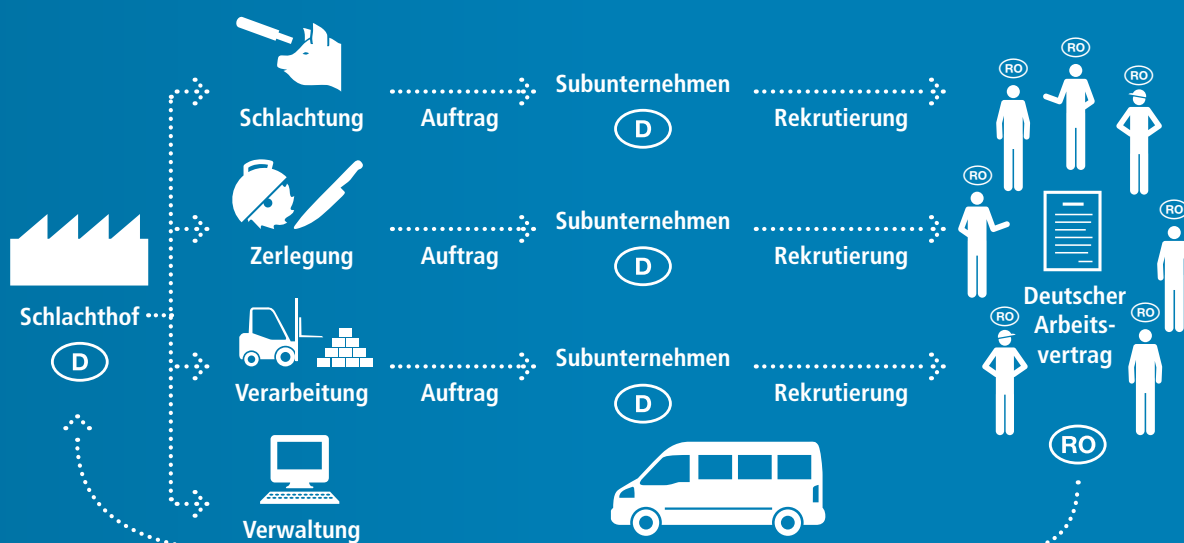 RO
RO
RO
Schlachtung
Auftrag
Subunternehmen
D
Rekrutierung
RO
RO
Zerlegung
Auftrag
Subunternehmen
D
Rekrutierung
Schlachthof
D
Deutscher
Arbeits-
vertrag
RO
RO
Verarbeitung
Auftrag
Subunternehmen
D
Rekrutierung
RO
Verwaltung